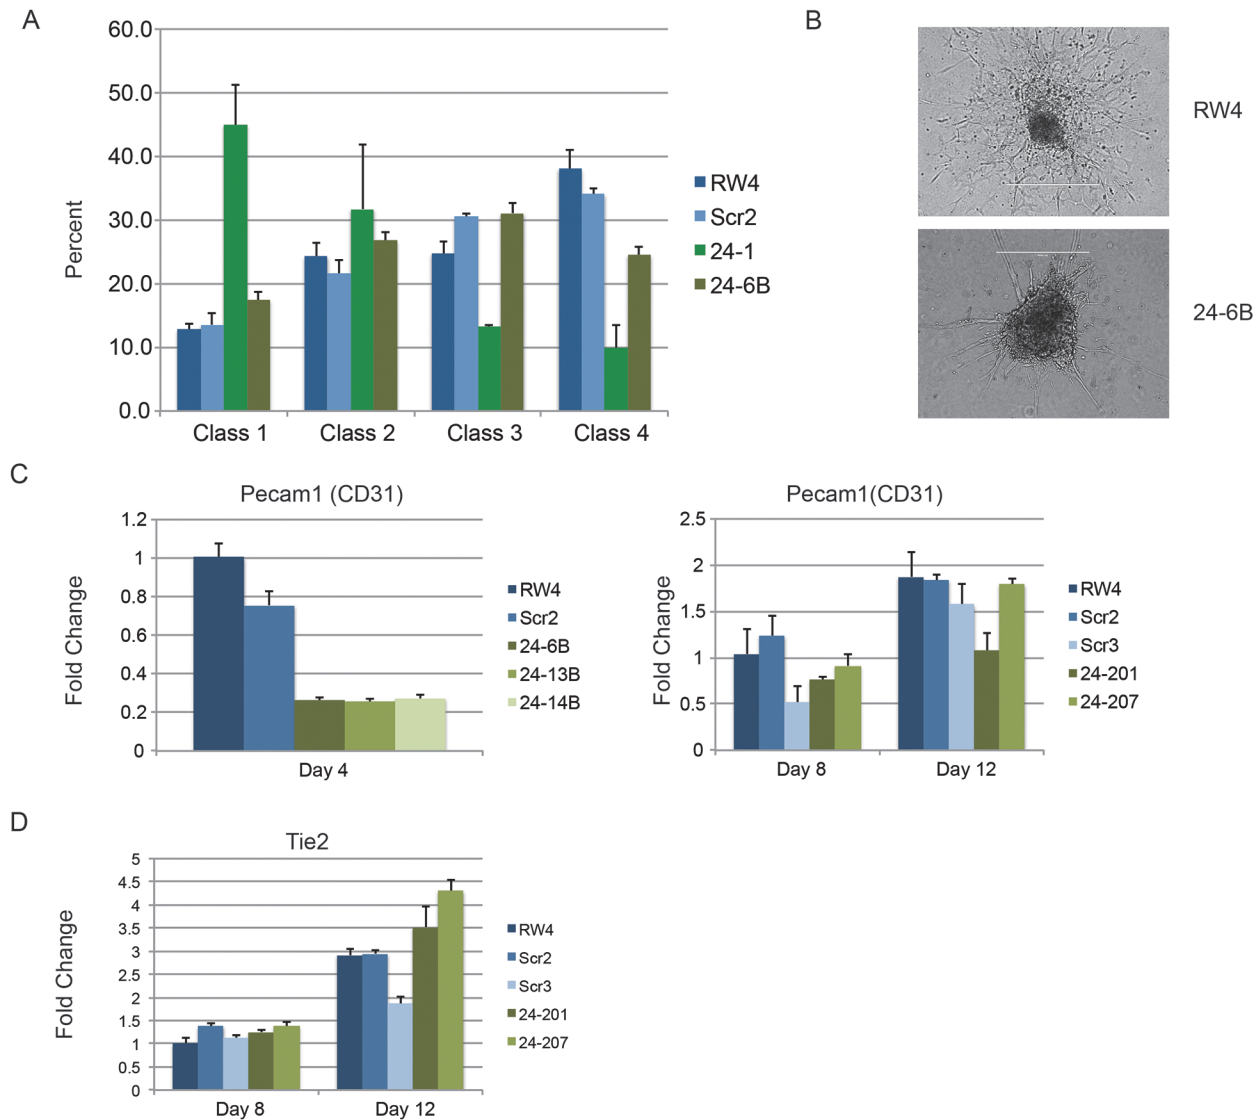 A
60.0
50.0
40.0
30.0
20.0
10.0
0.0
Percent
Class 1 Class 2 Class 3 Class 4
RW4
Scr2
24-1
24-6B
B
RW4
24-6B
C
Pecam1 (CD31)
1.2
1
0.8
0.6
0.4
0.2
0
Fold Change
Day 4
RW4
Scr2
24-6B
24-13B
24-14B
Pecam1(CD31)
2.5
2
1.5
1
0.5
0
Fold Change
Day 8 Day 12
RW4
Scr2
Scr3
24-201
24-207
D
Tie2
5
4.5
4
3.5
3
2.5
2
1.5
1
0.5
0
Fold Change
Day 8 Day 12
RW4
Scr2
Scr3
24-201
24-207